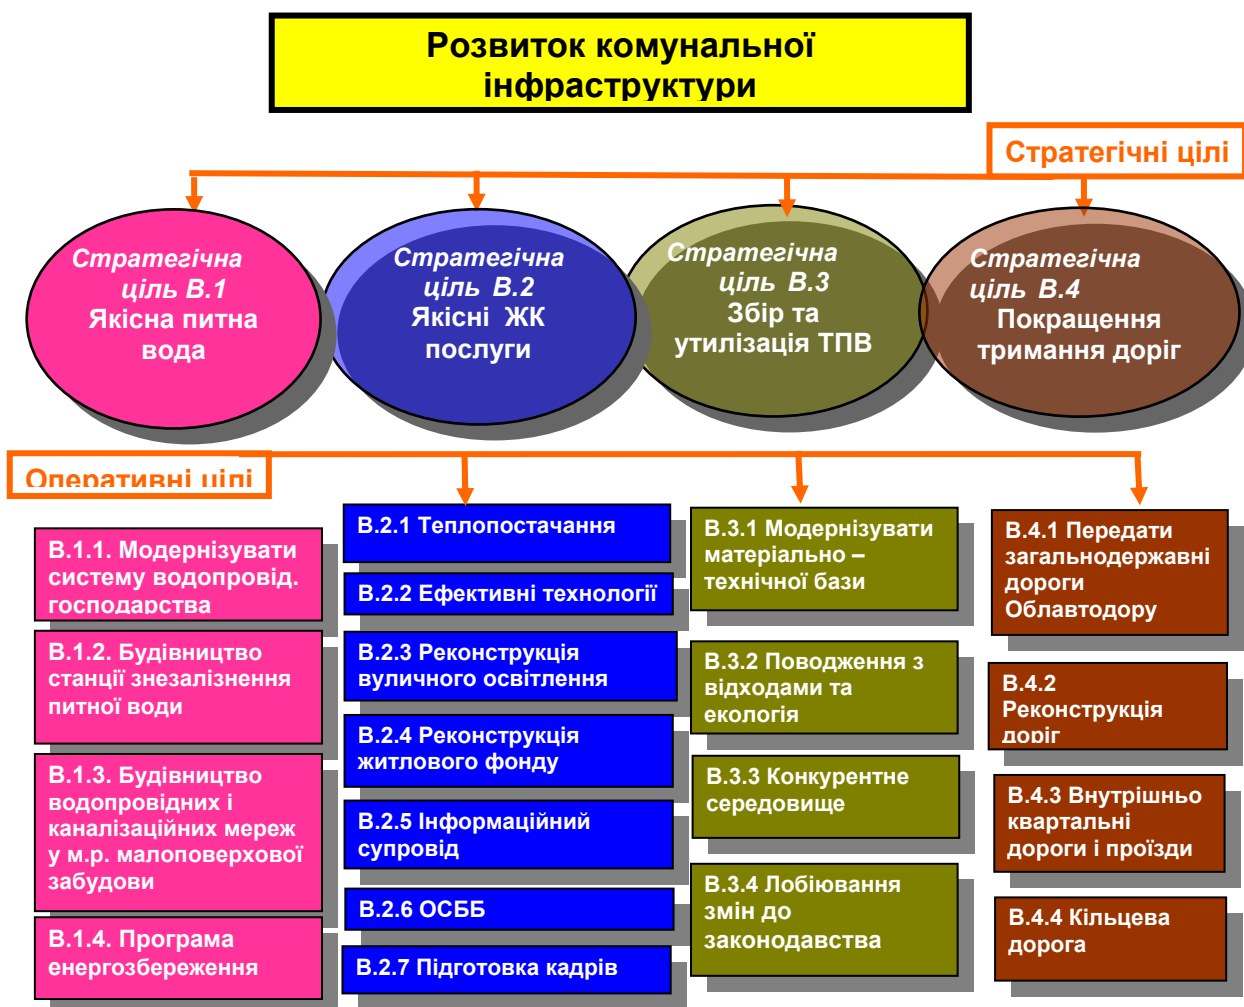 Розвиток комунальної
інфраструктури
Стратегічні цілі
Стратегічна
ціль В.1
Якісна питна
вода
Стратегічна
ціль В.2
Якісні ЖК
послуги
Стратегічна
ціль В.3
Збір та
утилізація ТПВ
Стратегічна
ціль В.4
Покращення
тримання доріг
Оперативні цілі
В.1.1. Модернізувати
систему водопровід.
господарства
В.1.2. Будівництво
станції знезалізнення
питної води
В.1.3. Будівництво
водопровідних і
каналізаційних мереж
у м.р. малоповерхової
забудови
В.1.4. Програма
енергозбереження
В.2.1 Теплопостачання
В.2.2 Ефективні технології
В.2.3 Реконструкція
вуличного освітлення
В.2.4 Реконструкція
житлового фонду
В.2.5 Інформаційний
супровід
В.2.6 ОСББ
В.2.7 Підготовка кадрів
В.3.1 Модернізувати
матеріально –
технічної бази
В.3.2 Поводження з
відходами та
екологія
В.3.3 Конкурентне
середовище
В.3.4 Лобіювання
змін до
законодавства
В.4.1 Передати
загальнодержавні
дороги
Облавтодору
В.4.2
Реконструкція
доріг
В.4.3 Внутрішньо
квартальні
дороги і проїзди
В.4.4 Кільцева
дорога